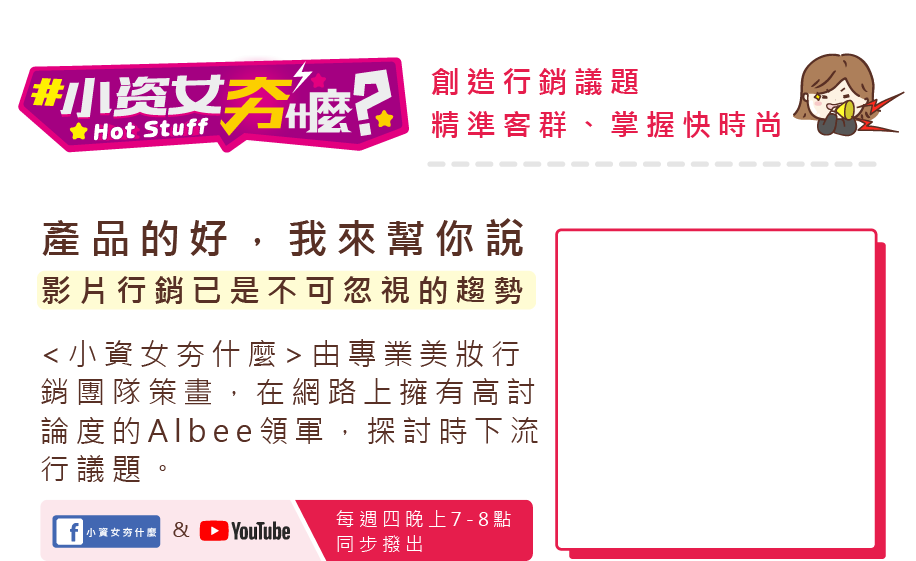 #小資女夯什麼?
Hot Stuff
創造行銷議題
精準客群、掌握快時尚
產品的好，我來幫你說
影片行銷已是不可忽視的趨勢
<小資女夯什麼>由專業美妝行
銷團隊策畫，在網路上擁有高討
論度的Albee領軍，探討時下流
行議題。
f 小資女夯什麼 & YouTube
每週四晚上7-8點
同步撥出